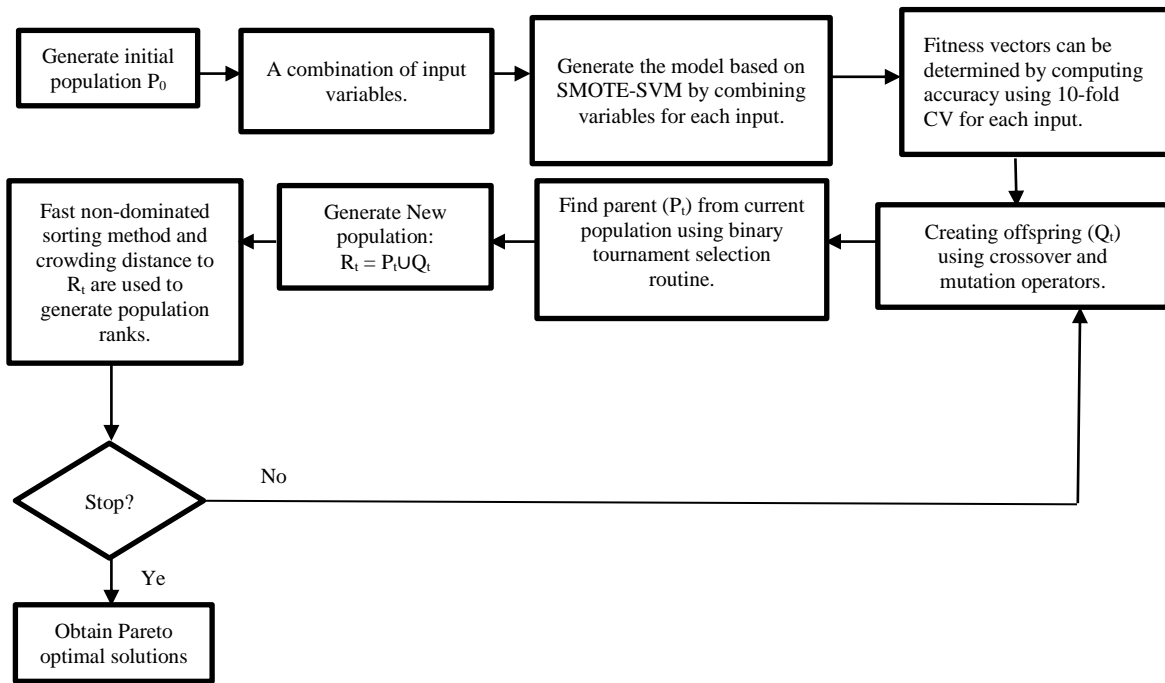 Generate initial
population P₀
A combination of input
variables.
Generate the model based on
SMOTE-SVM by combining
variables for each input.
Fitness vectors can be
determined by computing
accuracy using 10-fold
CV for each input.
Creating offspring (Qₜ)
using crossover and
mutation operators.
Find parent (Pₜ) from current
population using binary
tournament selection
routine.
Generate New
population:
Rₜ = Pₜ∪Qₜ
Fast non-dominated
sorting method and
crowding distance to
Rₜ are used to
generate population
ranks.
Stop?
No
Ye
Obtain Pareto
optimal solutions